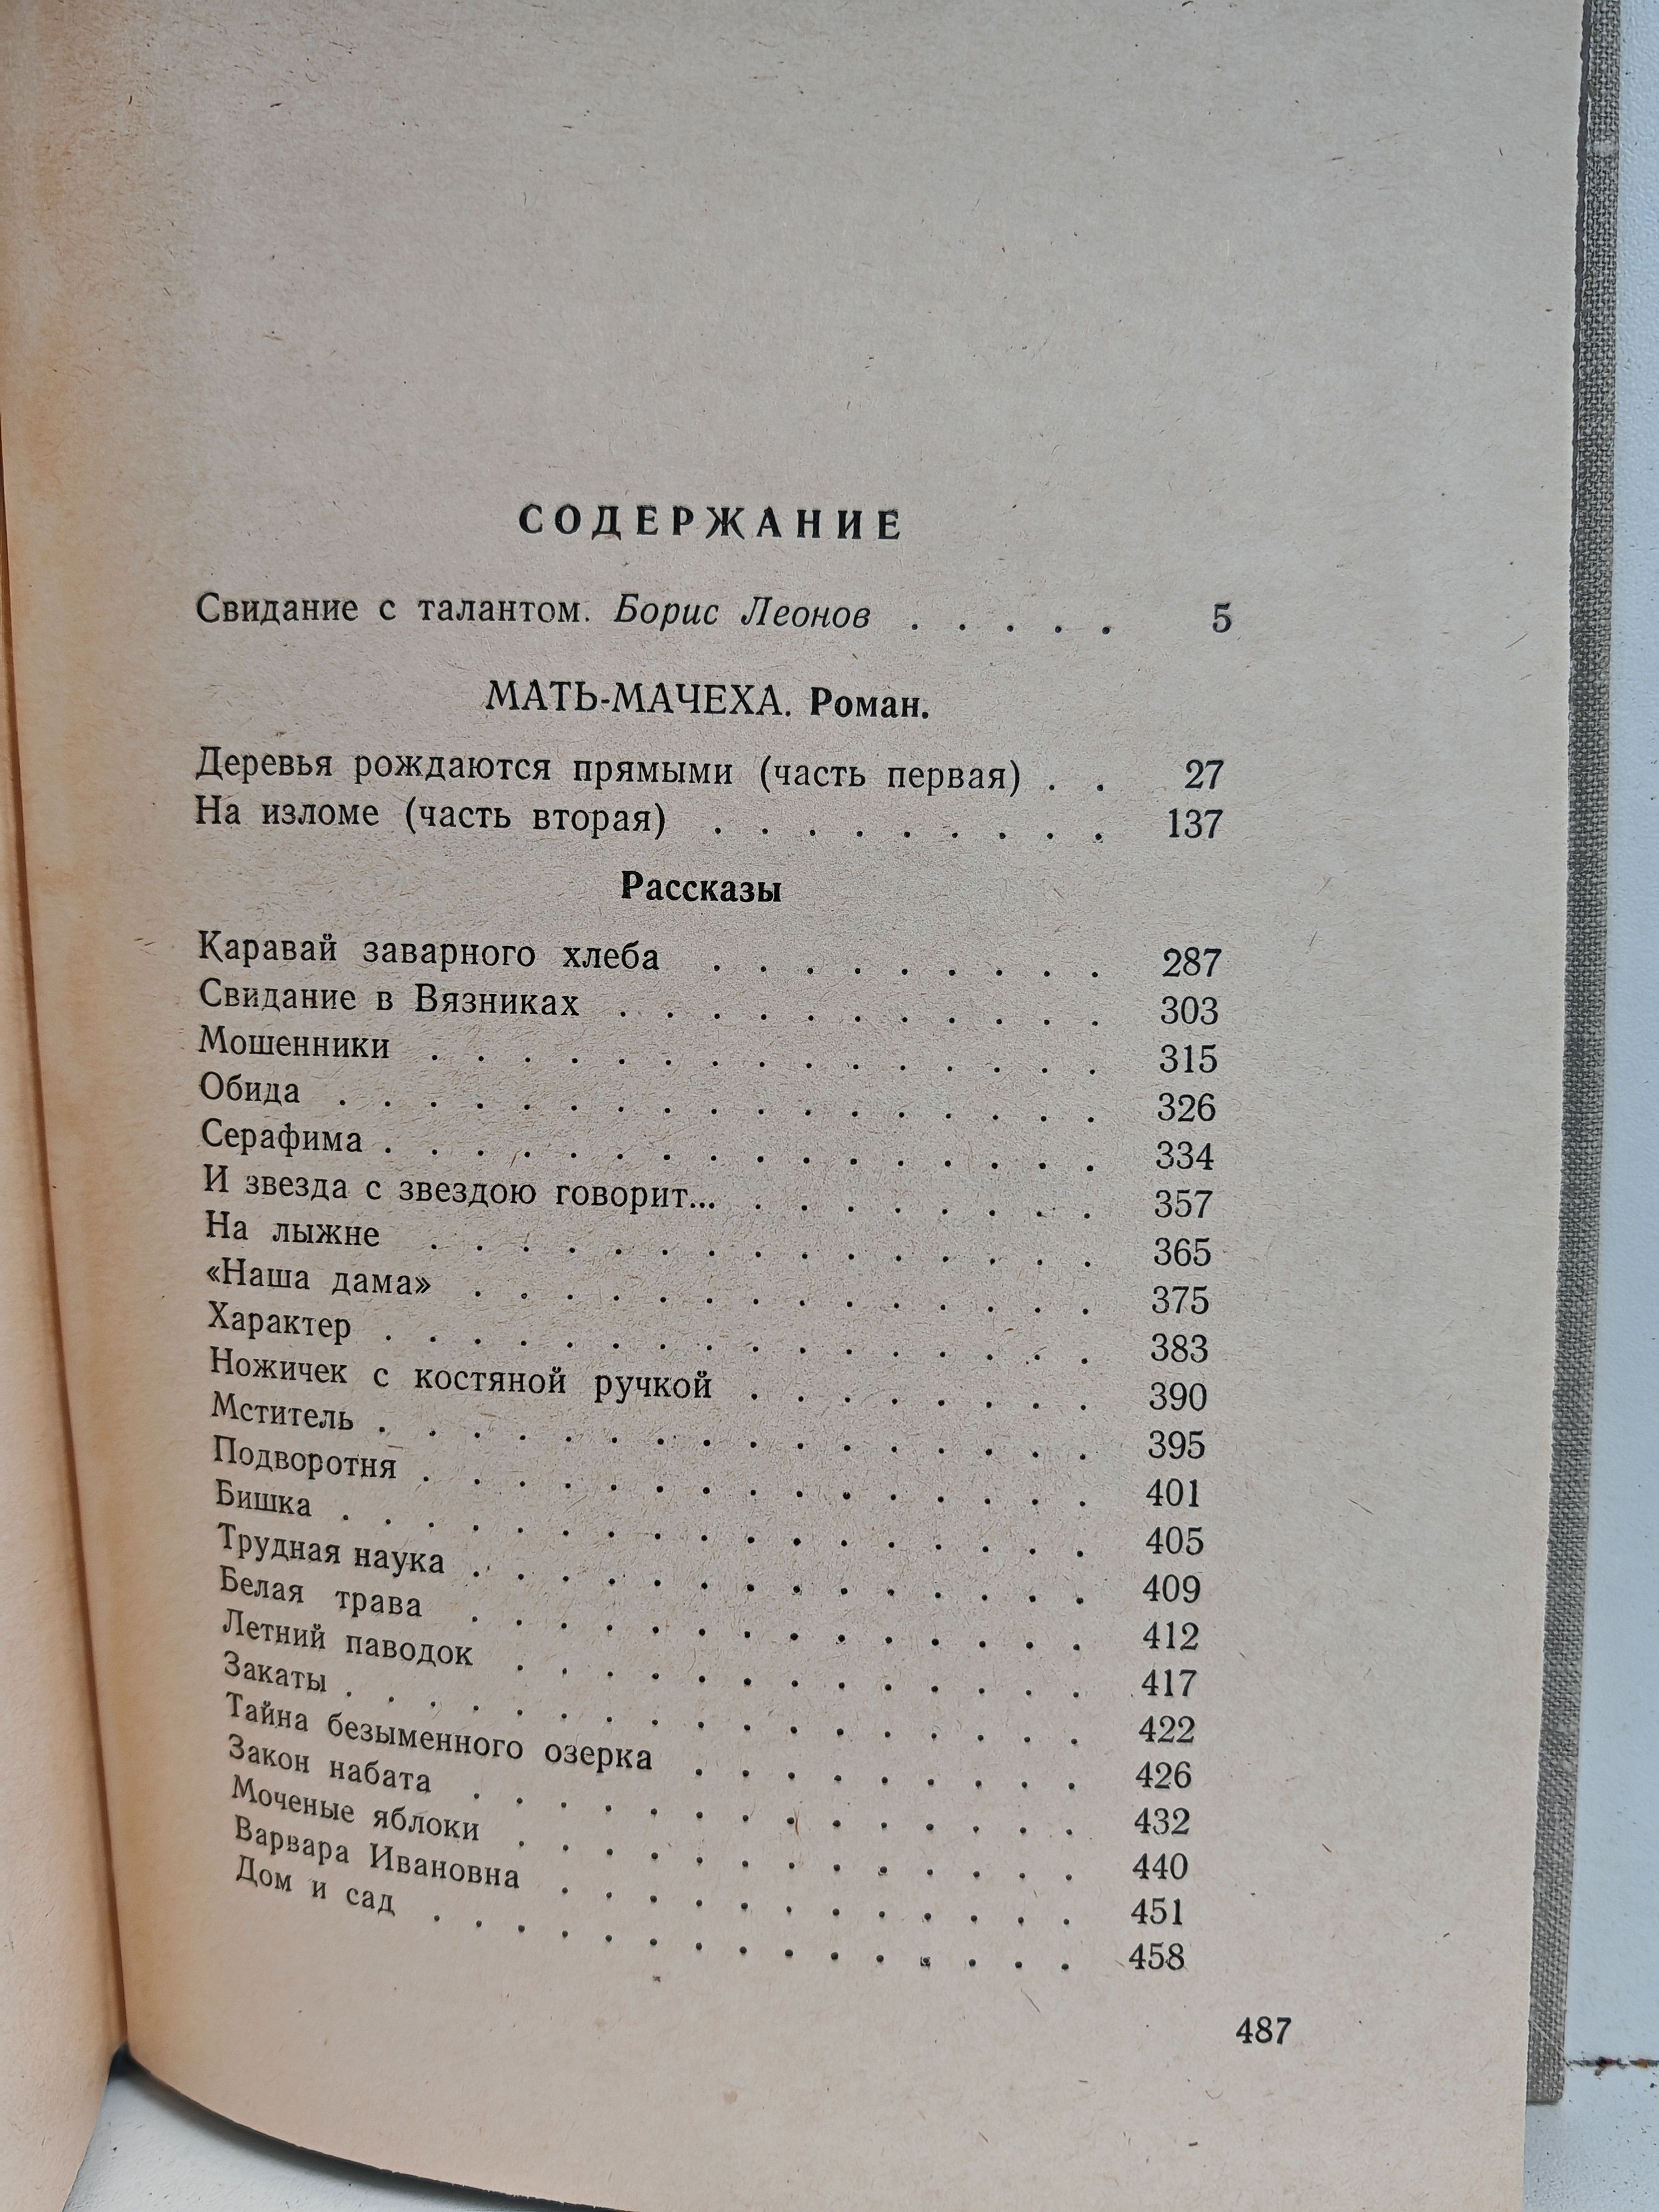 СОДЕРЖАНИЕ
Свидание с талантом. Борис Леонов . . . . . 5
МАТЬ-МАЧЕХА. Роман.
Деревья рождаются прямыми (часть первая) . . 27
На изломе (часть вторая) . . . . . . . . . 137
Рассказы
Каравай заварного хлеба . . . . . . . . . 287
Свидание в Вязниках . . . . . . . . . . . 303
Мошенники . . . . . . . . . . . . . . . 315
Обида . . . . . . . . . . . . . . . . . 326
Серафима . . . . . . . . . . . . . . . . 334
И звезда с звездою говорит... . . . . . . . . 357
На лыжне . . . . . . . . . . . . . . . 365
«Наша дама» . . . . . . . . . . . . . . 375
Характер . . . . . . . . . . . . . . . . 383
Ножичек с костяной ручкой . . . . . . . . 390
Мститель . . . . . . . . . . . . . . . . 395
Подворотня . . . . . . . . . . . . . . . 401
Бишка . . . . . . . . . . . . . . . . . 405
Трудная наука . . . . . . . . . . . . . . 409
Белая трава . . . . . . . . . . . . . . 412
Летний паводок . . . . . . . . . . . . . 417
Закаты . . . . . . . . . . . . . . . . . 422
Тайна безыменного озерка . . . . . . . . . 426
Закон набата . . . . . . . . . . . . . . 432
Моченые яблоки . . . . . . . . . . . . . 440
Варвара Ивановна . . . . . . . . . . . . 451
Дом и сад . . . . . . . . . . . . . . . 458
487